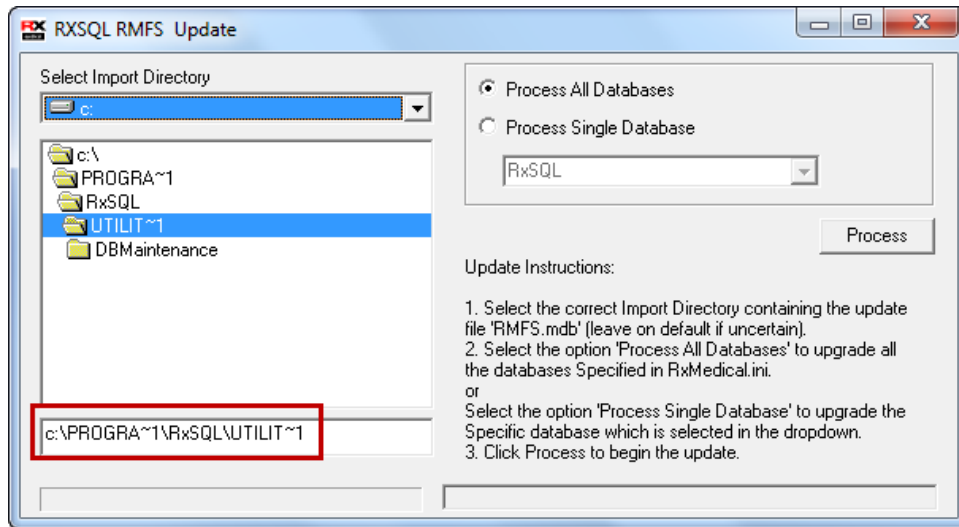 RXSQL RMFS Update
Select Import Directory
c:
c:\
PROGRA~1
RxSQL
UTILIT~1
DBMaintenance
c:\PROGRA~1\RxSQL\UTILIT~1
Process All Databases
Process Single Database
RxSQL
Process
Update Instructions:
1. Select the correct Import Directory containing the update
file 'RMFS.mdb' (leave on default if uncertain).
2. Select the option 'Process All Databases' to upgrade all
the databases Specified in RxMedical.ini.
or
Select the option 'Process Single Database' to upgrade the
Specific database which is selected in the dropdown.
3. Click Process to begin the update.